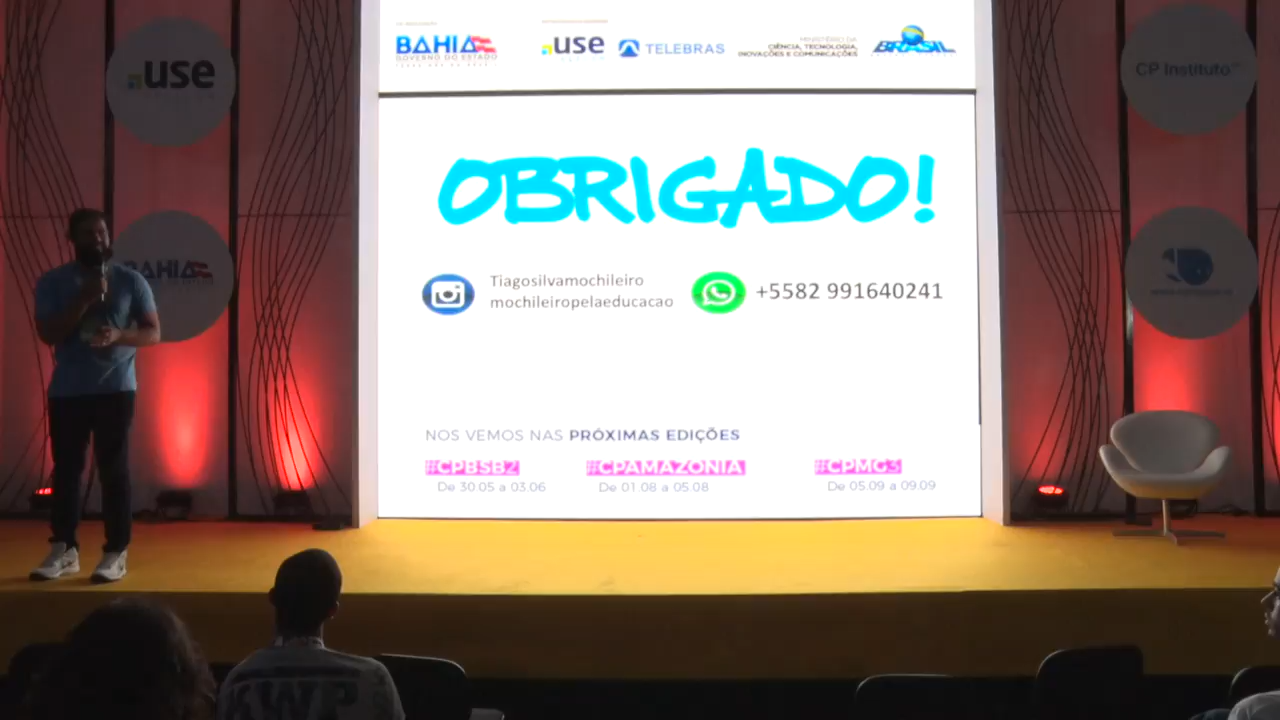 BAHIA
GOVERNO DO ESTADO
use
TELEBRAS
MINISTÉRIO DA
CIÊNCIA, TECNOLOGIA,
INOVAÇÕES E COMUNICAÇÕES
BRASIL
use
CP Instituto
OBRIGADO!
BAHIA
Tiagosilvamochileiro
mochileiropelaeducacao
+5582 991640241
NOS VEMOS NAS PRÓXIMAS EDIÇÕES
#CPBSB2
#CPAMAZONIA
#CPMG3
De 30.05 a 03.06
De 01.08 a 05.08
De 05.09 a 09.09